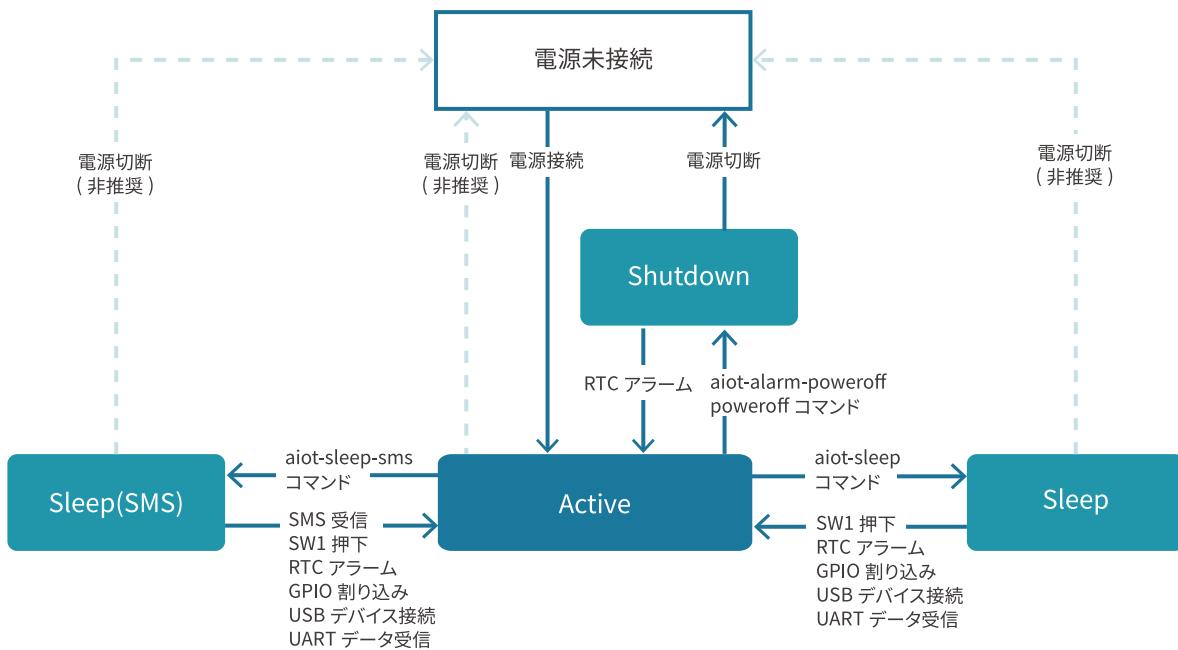 電源未接続
電源切断
( 非推奨 )
電源切断
( 非推奨 )
電源接続
電源切断
電源切断
( 非推奨 )
Shutdown
RTC アラーム
aiot-alarm-poweroff
poweroff コマンド
Sleep(SMS)
aiot-sleep-sms
コマンド
SMS 受信
SW1 押下
RTC アラーム
GPIO 割り込み
USB デバイス接続
UART データ受信
Active
aiot-sleep
コマンド
SW1 押下
RTC アラーム
GPIO 割り込み
USB デバイス接続
UART データ受信
Sleep